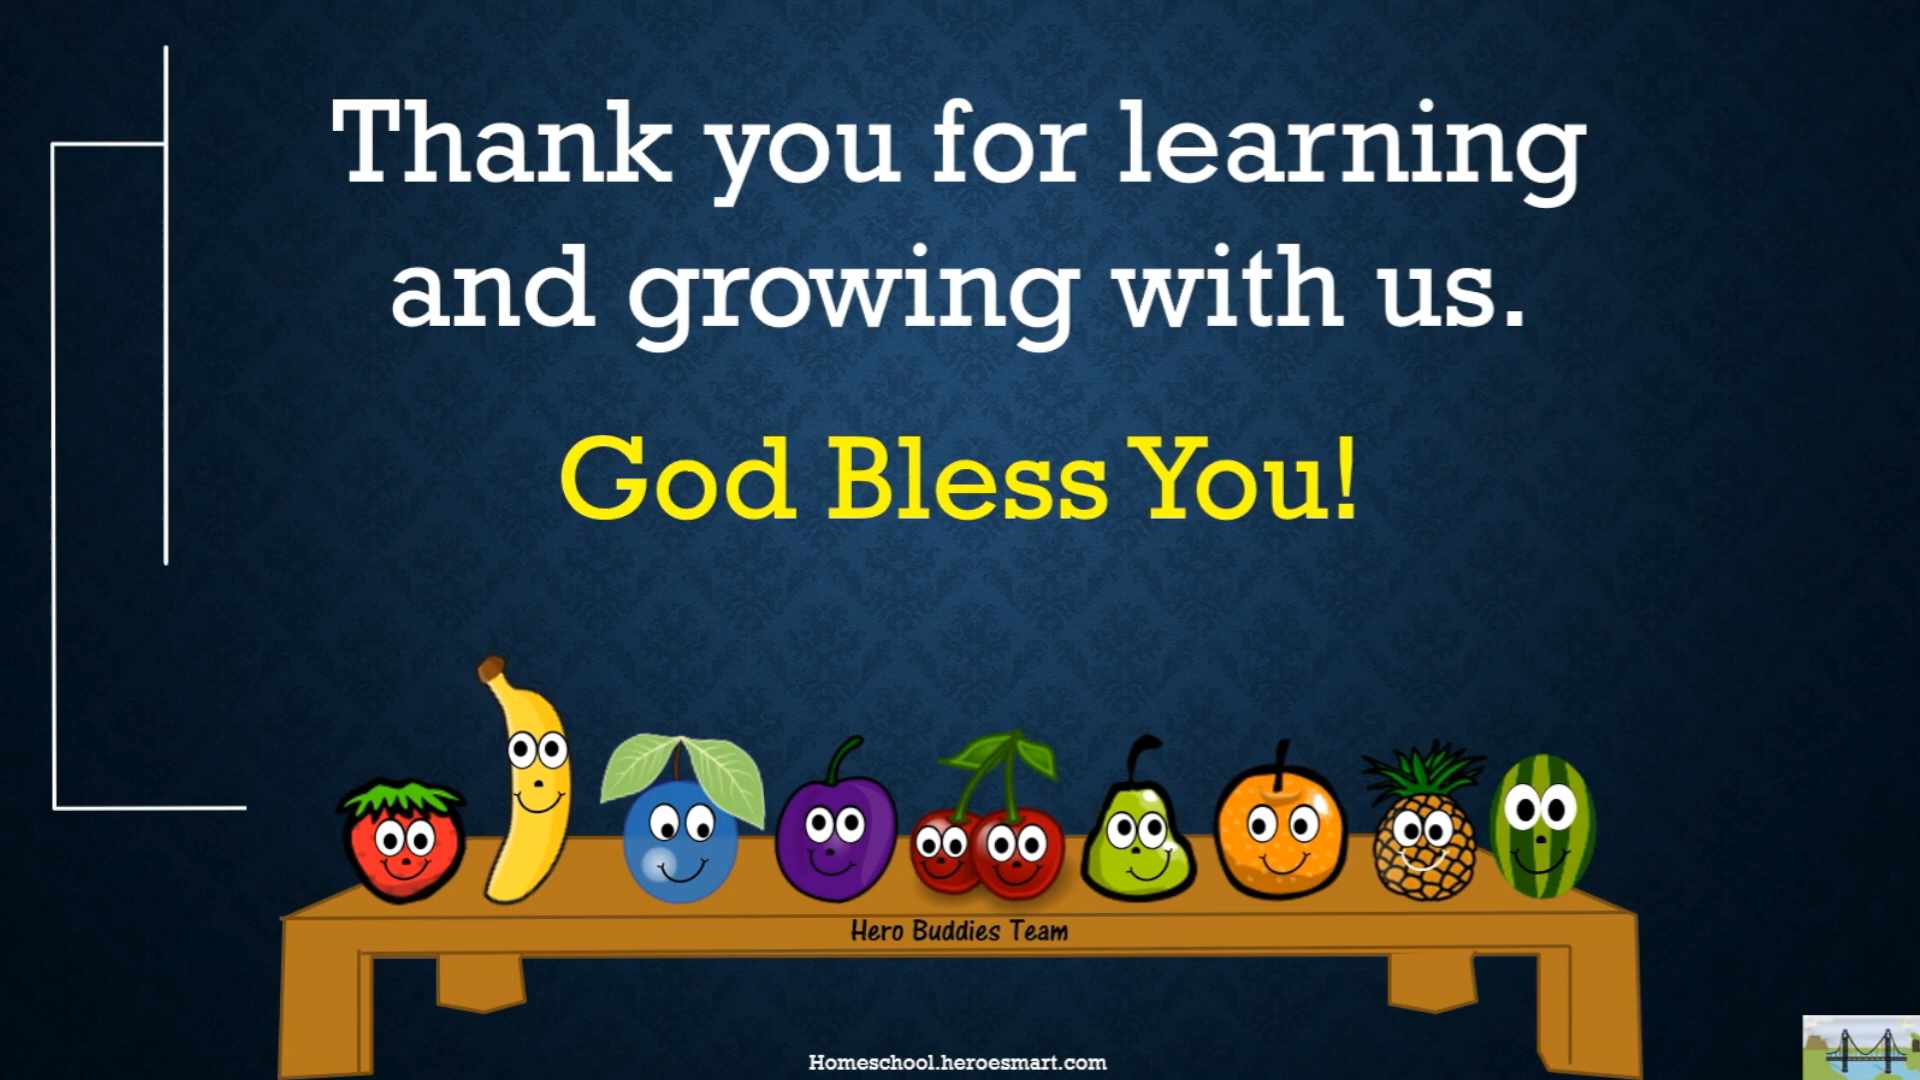 Thank you for learning
and growing with us.
God Bless You!
Hero Buddies Team
Homeschool.heroesmart.com